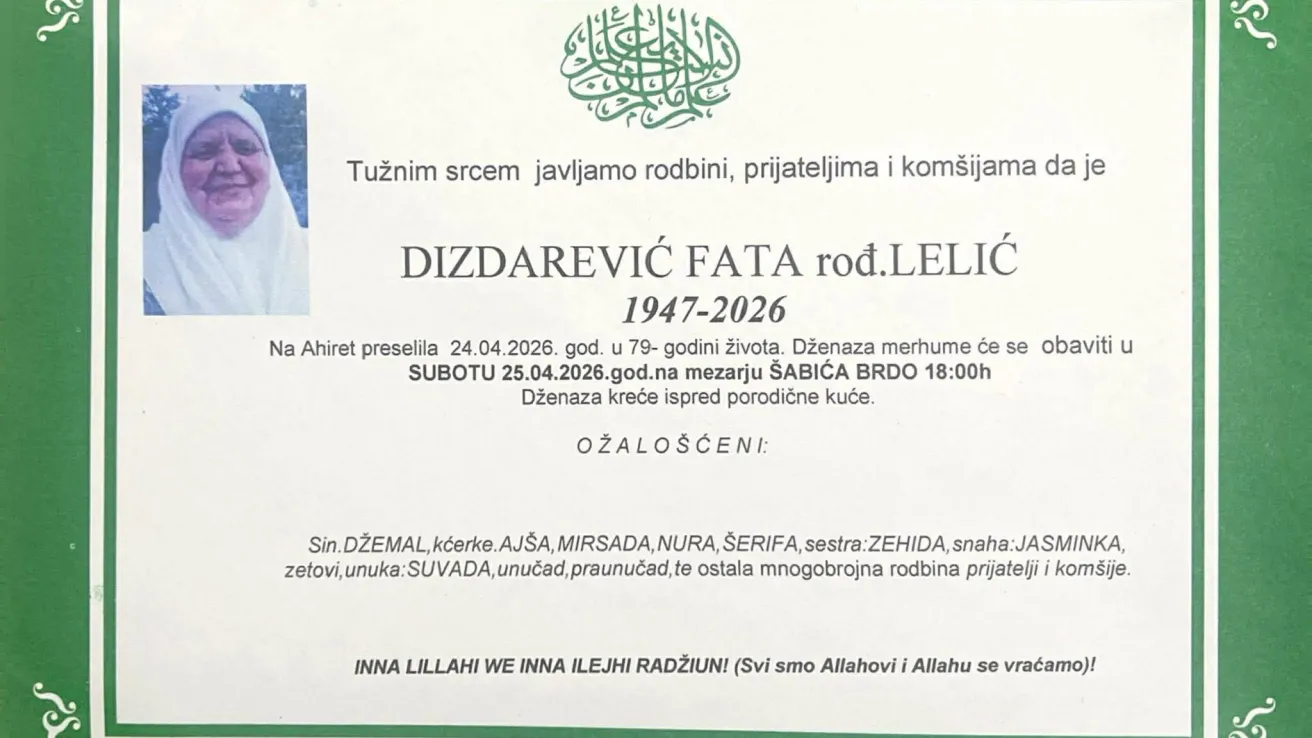 Tužnim srcem javljamo rodbini, prijateljima i komšijama da je
DIZDAREVIĆ FATA rođ.LELIĆ
1947-2026
Na Ahiret preselila 24.04.2026. god. u 79- godini života. Dženaza merhume će se obaviti u
SUBOTU 25.04.2026.god.na mezarju ŠABIĆA BRDO 18:00h
Dženaza kreće ispred porodične kuće.
OŽALOŠĆENI:
Sin.DŽEMAL,kćerke.AJŠA,MIRSADA,NURA,ŠERIFA,sestra:ZEHIDA,snaha:JASMINKA,
zetovi,unuka:SUVADA,unučad,praunučad,te ostala mnogobrojna rodbina prijatelji i komšije.
INNA LILLAHI WE INNA ILEJHI RADŽIUN! (Svi smo Allahovi i Allahu se vraćamo)!